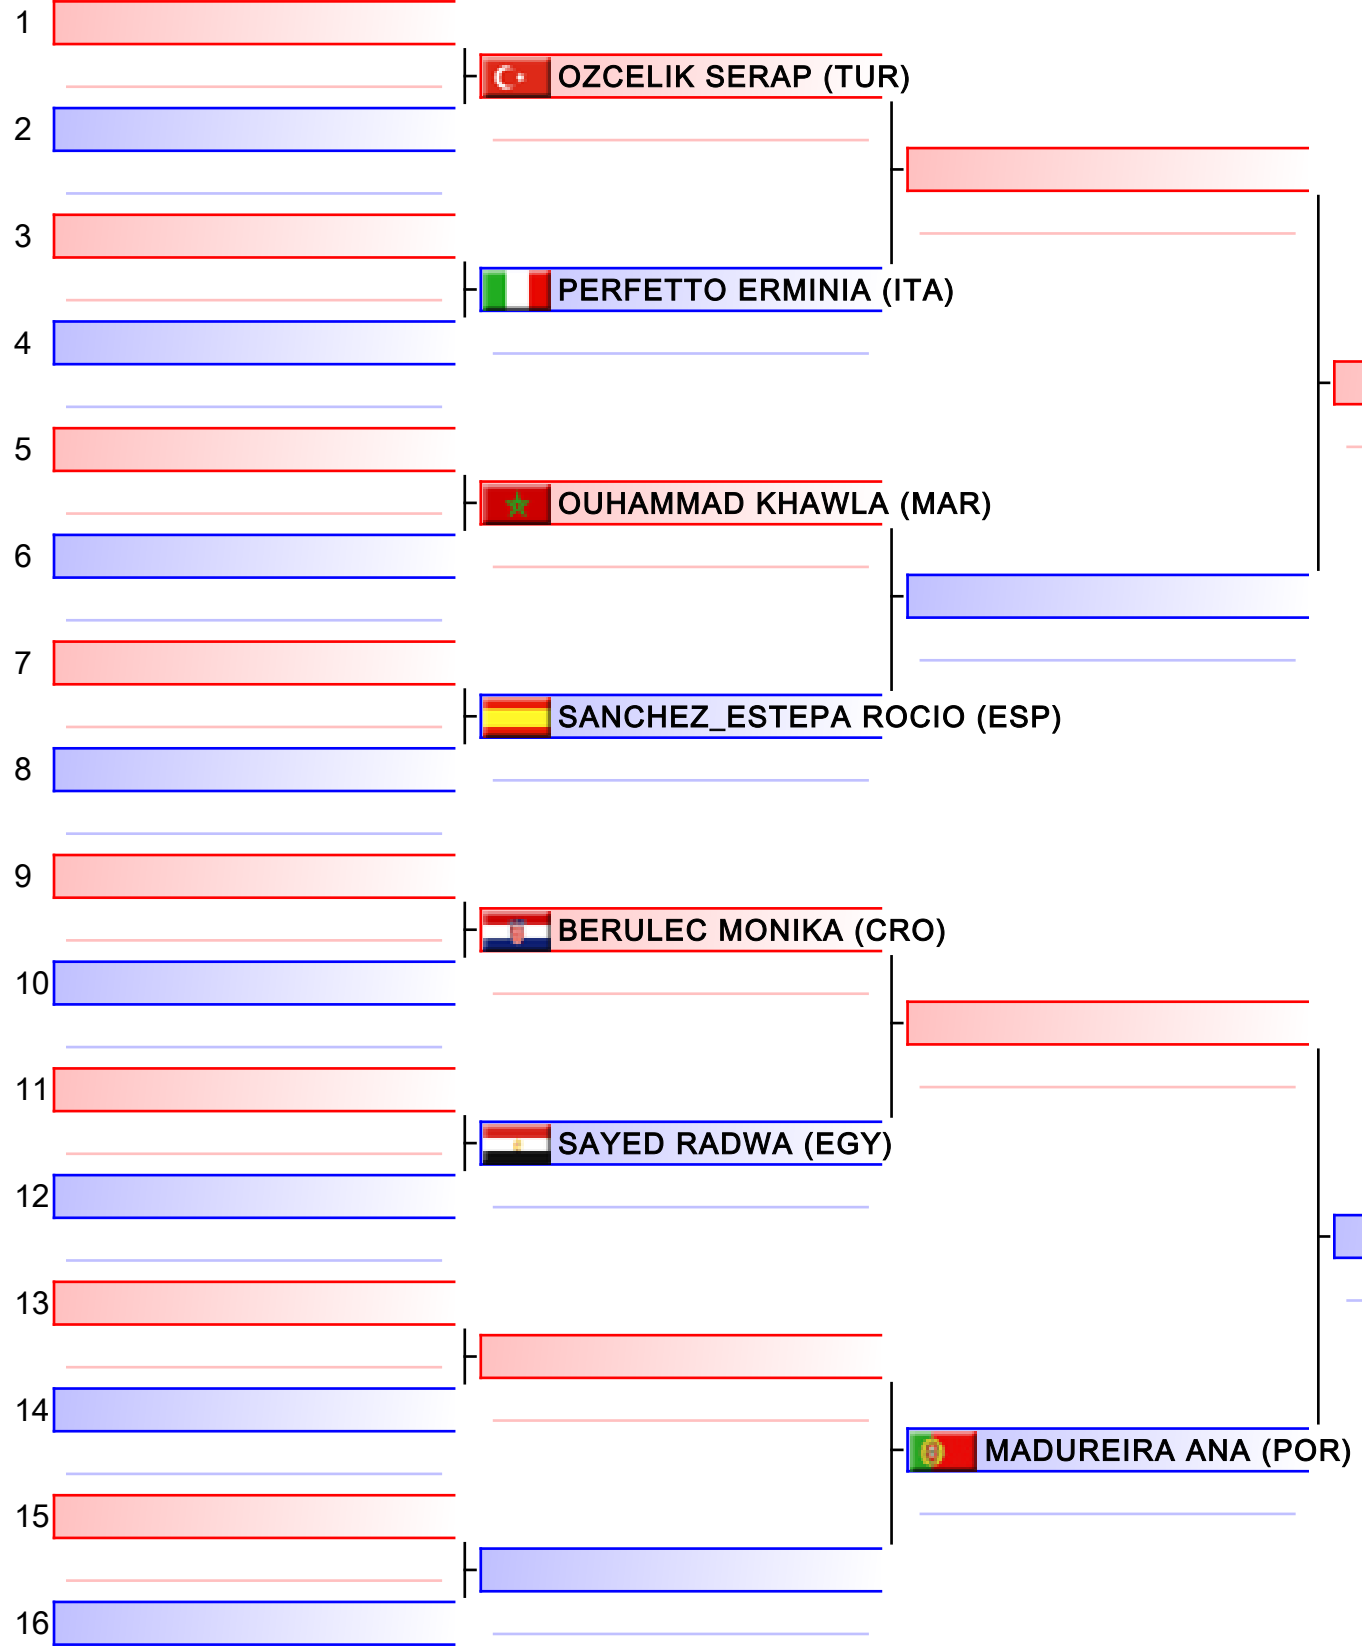 1
OZCELIK SERAP (TUR)
2
3
PERFETTO ERMINIA (ITA)
4
5
OUHAMMAD KHAWLA (MAR)
6
7
SANCHEZ_ESTEPA ROCIO (ESP)
8
9
BERULEC MONIKA (CRO)
10
11
SAYED RADWA (EGY)
12
13
14
MADUREIRA ANA (POR)
15
16